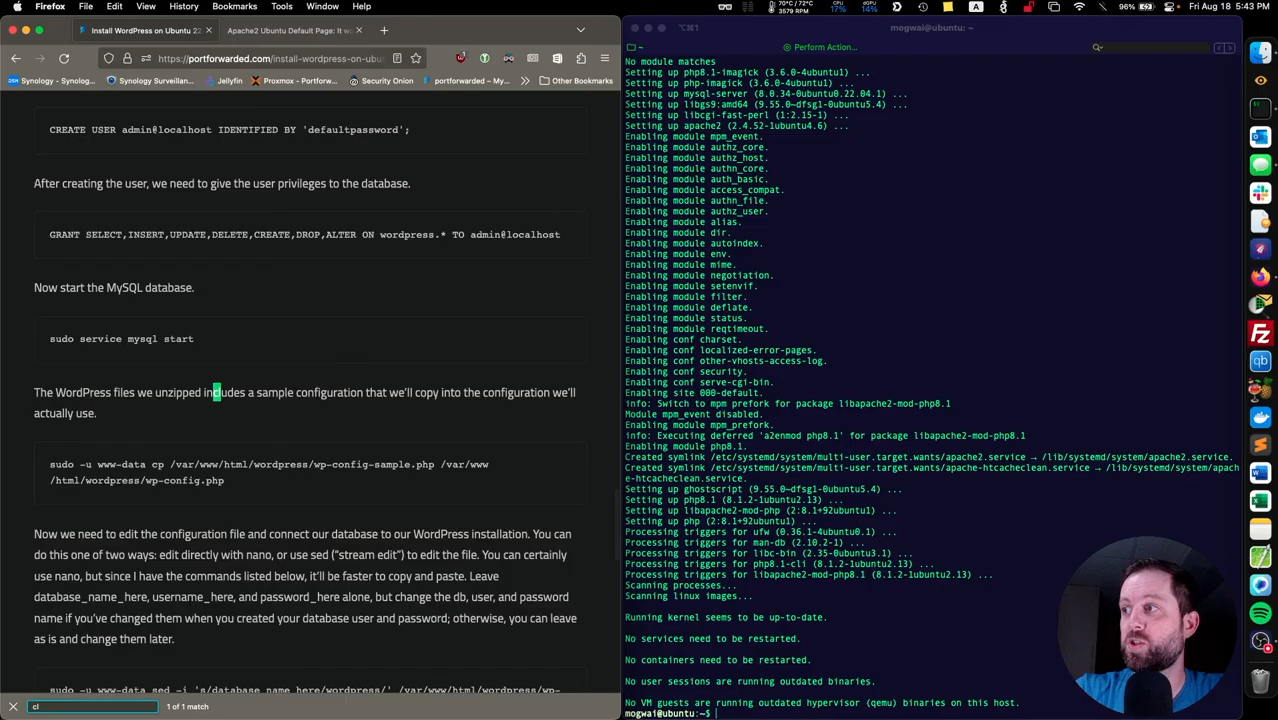 Firefox File Edit View History Bookmarks Tools Window Help
70°C / 72°C
3579 RPM
CPU
17%
dGPU
14%
96%
Fri Aug 18 5:43 PM
Install WordPress on Ubuntu 22
Apache2 Ubuntu Default Page: It w
https://portforwarded.com/install-wordpress-on-ubu
Synology - Synology ... Synology Surveillan... Jellyfin Proxmox - Portforw... Security Onion portforwarded – W... Other Bookmarks
CREATE USER admin@localhost IDENTIFIED BY 'defaultpassword';
After creating the user, we need to give the user privileges to the database.
GRANT SELECT,INSERT,UPDATE,DELETE,CREATE,DROP,ALTER ON wordpress.* TO admin@localhost
Now start the MySQL database.
sudo service mysql start
The WordPress files we unzipped includes a sample configuration that we'll copy into the configuration we'll
actually use.
sudo -u www-data cp /var/www/html/wordpress/wp-config-sample.php /var/www
/html/wordpress/wp-config.php
Now we need to edit the configuration file and connect our database to our WordPress installation. You can
do this one of two ways: edit directly with nano, or use sed ("stream edit") to edit the file. You can certainly
use nano, but since I have the commands listed below, it'll be faster to copy and paste. Leave
database_name_here, username_here, and password_here alone, but change the db, user, and password
name if you've changed them when you created your database user and password; otherwise, you can leave
as is and change them later.
sudo -u www-data sed -i 's/database_name_here/wordpress/' /var/www/html/wordpress/wp-
cl
1 of 1 match
⌥⌘1
mogwai@ubuntu: ~
~
Perform Action...
No module matches
Setting up php8.1-imagick (3.6.0-4ubuntu1) ...
Setting up php-imagick (3.6.0-4ubuntu1) ...
Setting up mysql-server (8.0.34-0ubuntu0.22.04.1) ...
Setting up libgs9:amd64 (9.55.0~dfsg1-0ubuntu5.4) ...
Setting up libcgi-fast-perl (1:2.15-1) ...
Setting up apache2 (2.4.52-1ubuntu4.6) ...
Enabling module mpm_event.
Enabling module authz_core.
Enabling module authz_host.
Enabling module authn_core.
Enabling module auth_basic.
Enabling module access_compat.
Enabling module authn_file.
Enabling module authz_user.
Enabling module alias.
Enabling module dir.
Enabling module autoindex.
Enabling module env.
Enabling module mime.
Enabling module negotiation.
Enabling module setenvif.
Enabling module filter.
Enabling module deflate.
Enabling module status.
Enabling module reqtimeout.
Enabling conf charset.
Enabling conf localized-error-pages.
Enabling conf other-vhosts-access-log.
Enabling conf security.
Enabling conf serve-cgi-bin.
Enabling site 000-default.
info: Switch to mpm prefork for package libapache2-mod-php8.1
Module mpm_event disabled.
Enabling module mpm_prefork.
info: Executing deferred 'a2enmod php8.1' for package libapache2-mod-php8.1
Enabling module php8.1.
Created symlink /etc/systemd/system/multi-user.target.wants/apache2.service → /lib/systemd/system/apache2.service.
Created symlink /etc/systemd/system/multi-user.target.wants/apache-htcacheclean.service → /lib/systemd/system/apach
e-htcacheclean.service.
Setting up ghostscript (9.55.0~dfsg1-0ubuntu5.4) ...
Setting up php8.1 (8.1.2-1ubuntu2.13) ...
Setting up libapache2-mod-php (2:8.1+92ubuntu1) ...
Setting up php (2:8.1+92ubuntu1) ...
Processing triggers for ufw (0.36.1-4ubuntu0.1) ...
Processing triggers for man-db (2.10.2-1) ...
Processing triggers for libc-bin (2.35-0ubuntu3.1) ...
Processing triggers for php8.1-cli (8.1.2-1ubuntu2.13) ...
Processing triggers for libapache2-mod-php8.1 (8.1.2-1ubuntu2.13) ...
Scanning processes...
Scanning linux images...
Running kernel seems to be up-to-date.
No services need to be restarted.
No containers need to be restarted.
No user sessions are running outdated binaries.
No VM guests are running outdated hypervisor (qemu) binaries on this host.
mogwai@ubuntu:~$